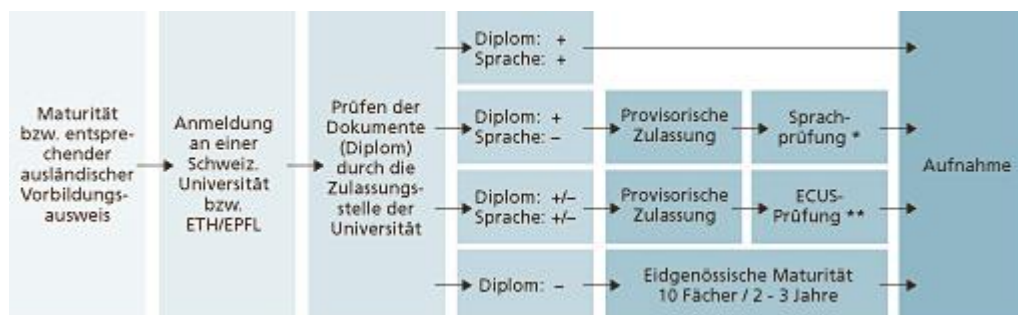 Maturität
bzw. entspre-
chender
ausländischer
Vorbildungs-
ausweis
Anmeldung
an einer
Schweiz.
Universität
bzw.
ETH/EPFL
Prüfen der
Dokumente
(Diplom)
durch die
Zulassungs-
stelle der
Universität
Diplom: +
Sprache: +
Diplom: +
Sprache: –
Provisorische
Zulassung
Sprach-
prüfung *
Diplom: +/–
Sprache: +/–
Provisorische
Zulassung
ECUS-
Prüfung **
Diplom: –
Eidgenössische Maturität
10 Fächer / 2 - 3 Jahre
Aufnahme